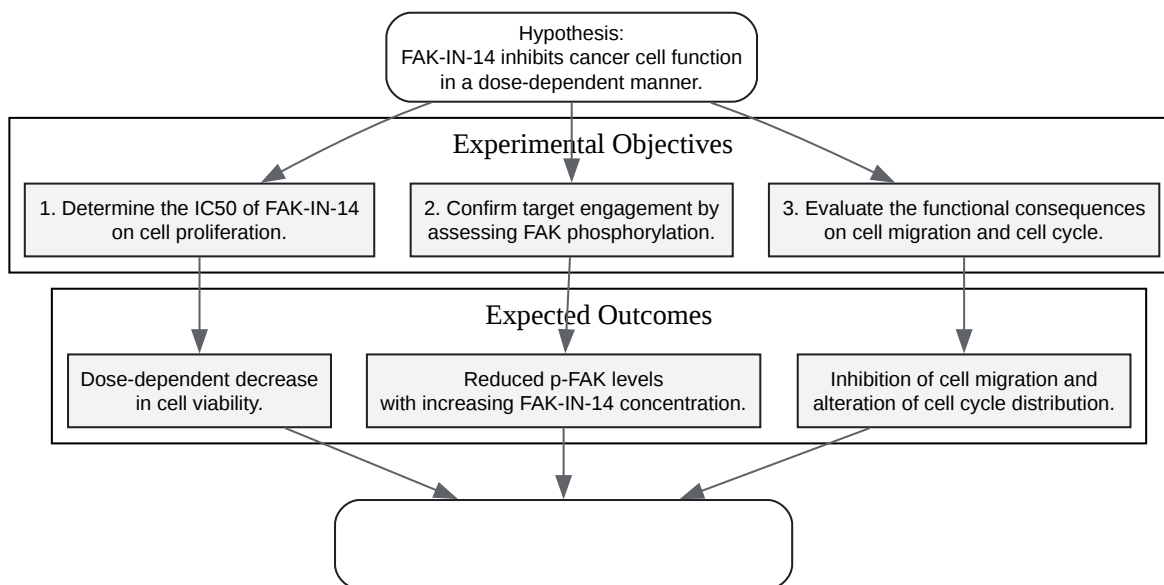 Hypothesis:
FAK-IN-14 inhibits cancer cell function
in a dose-dependent manner.
Experimental Objectives
1. Determine the IC50 of FAK-IN-14
on cell proliferation.
2. Confirm target engagement by
assessing FAK phosphorylation.
3. Evaluate the functional consequences
on cell migration and cell cycle.
Expected Outcomes
Dose-dependent decrease
in cell viability.
Reduced p-FAK levels
with increasing FAK-IN-14 concentration.
Inhibition of cell migration and
alteration of cell cycle distribution.